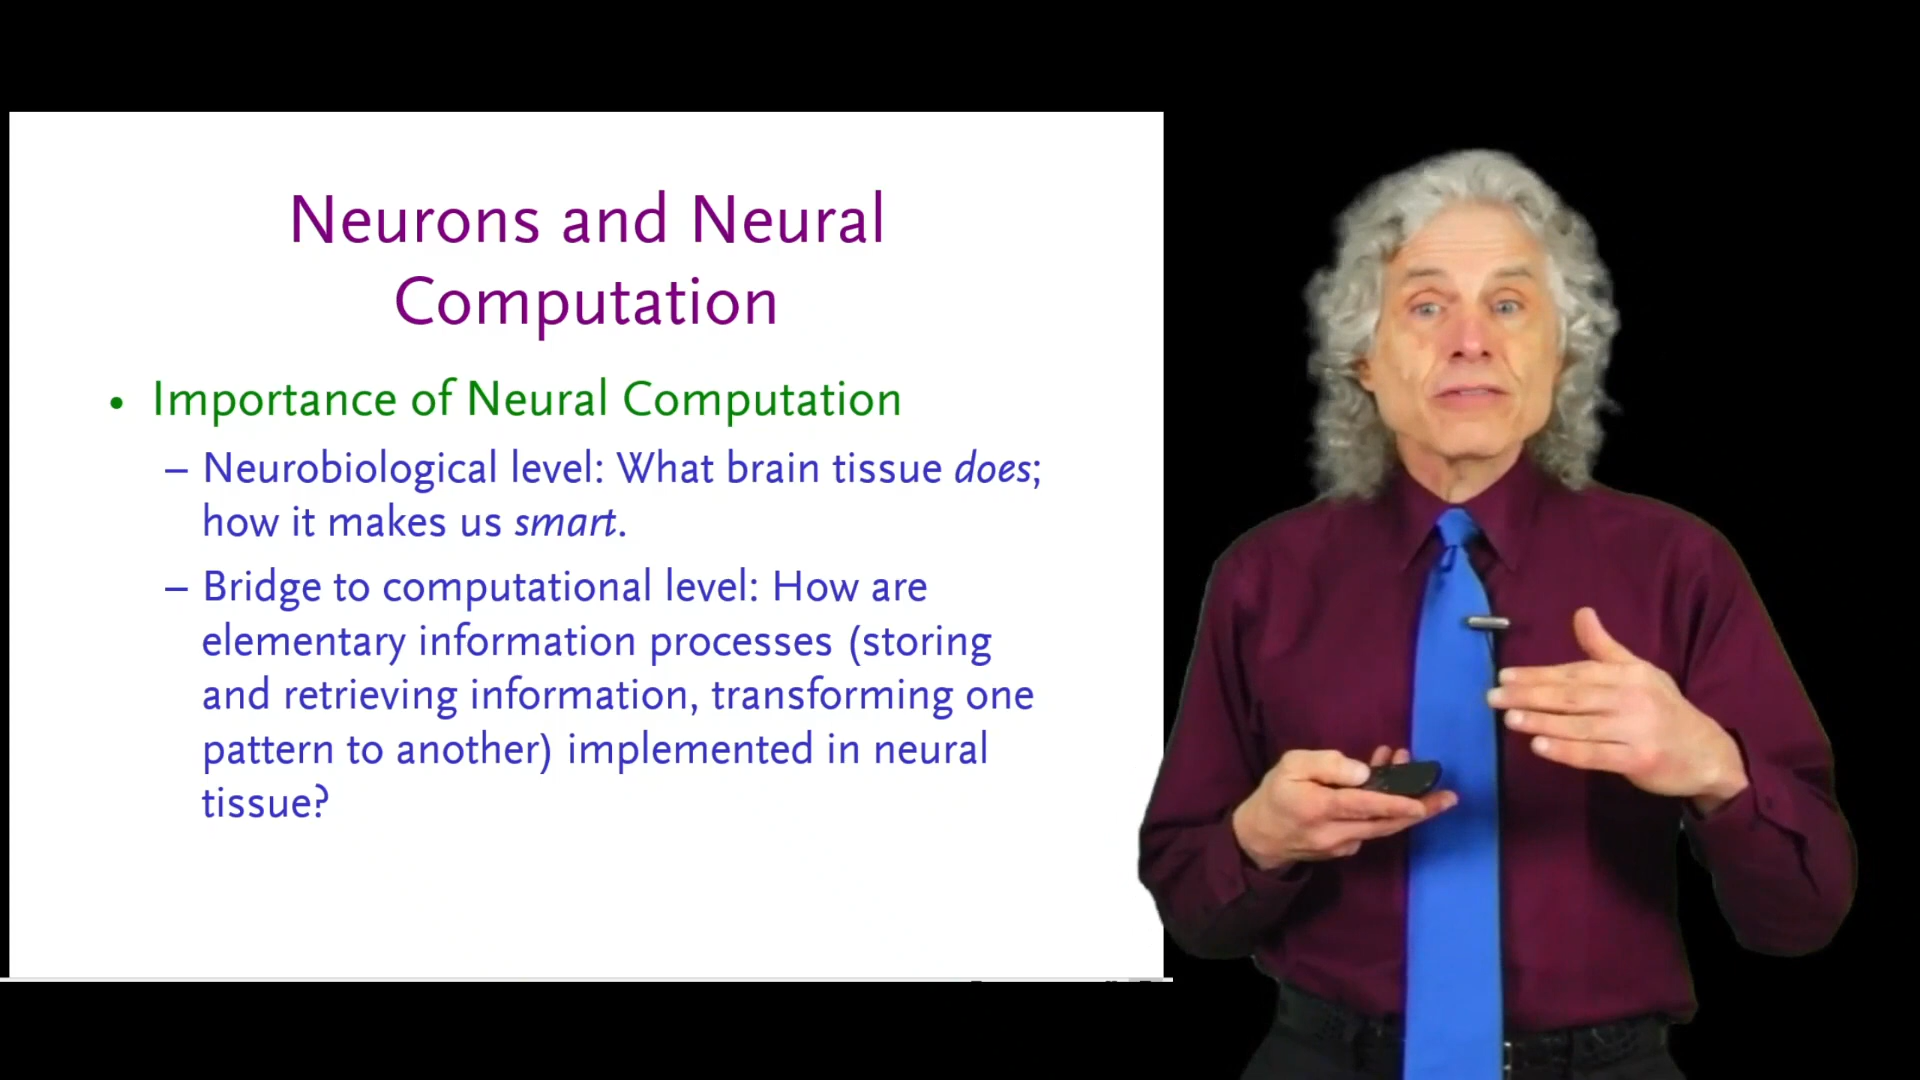 Neurons and Neural
Computation
• Importance of Neural Computation
– Neurobiological level: What brain tissue does;
how it makes us smart.
– Bridge to computational level: How are
elementary information processes (storing
and retrieving information, transforming one
pattern to another) implemented in neural
tissue?